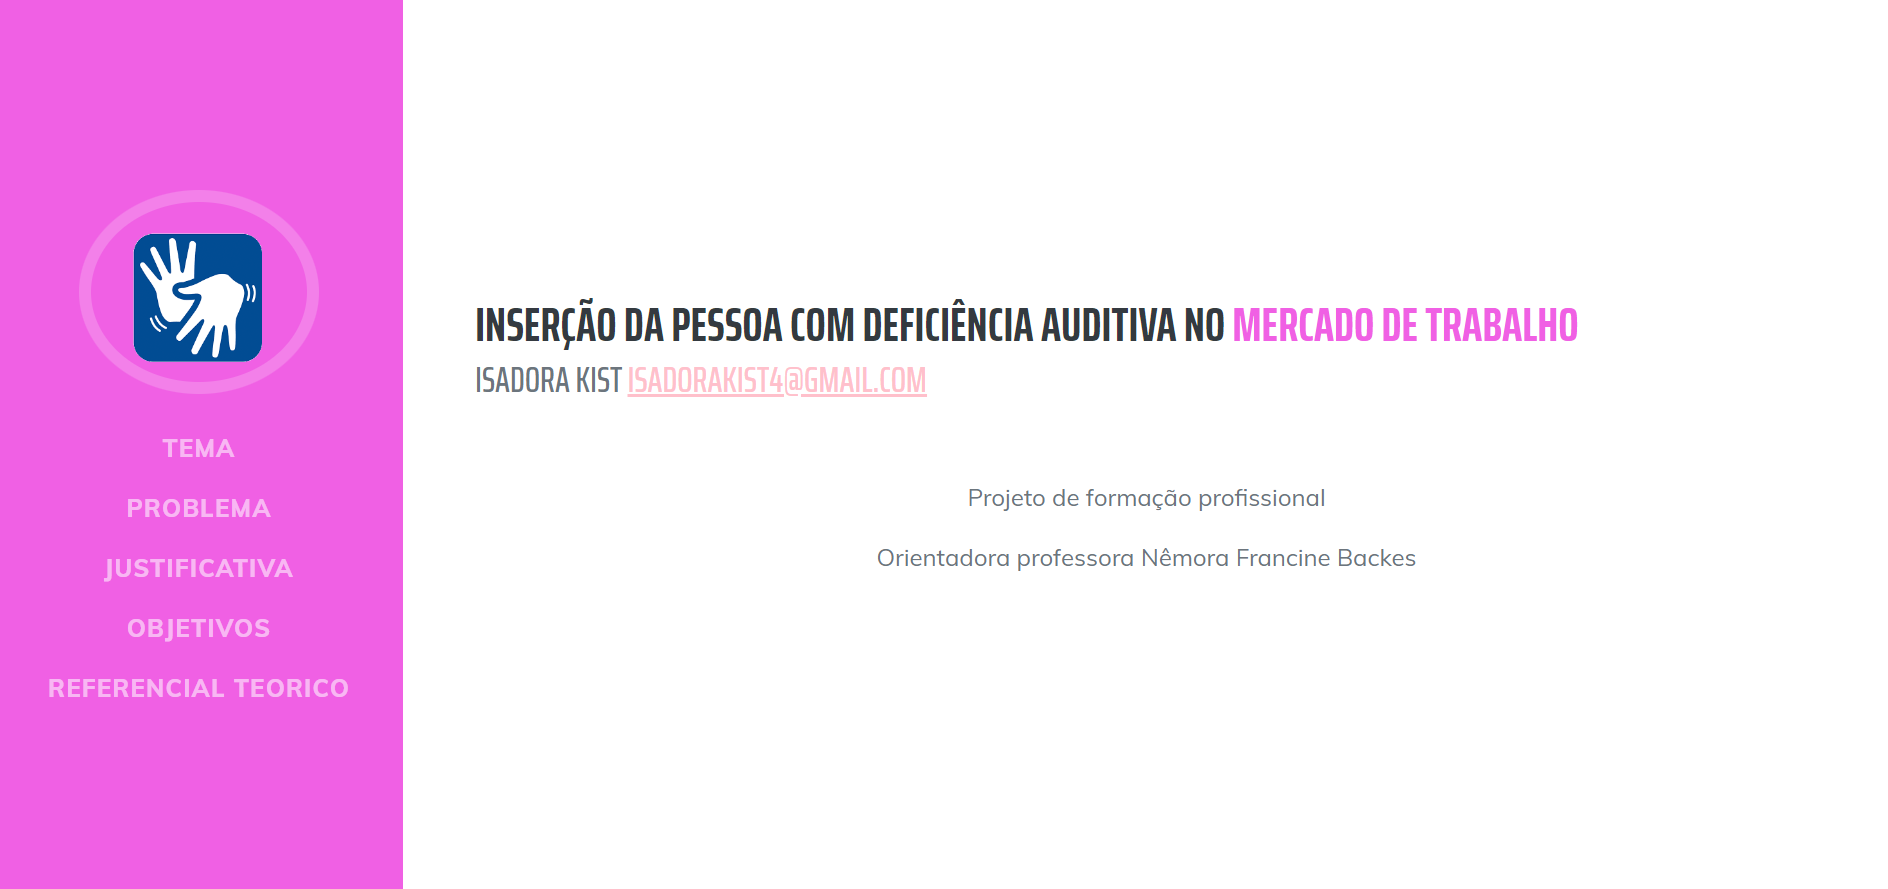 TEMA
PROBLEMA
JUSTIFICATIVA
OBJETIVOS
REFERENCIAL TEORICO
INSERÇÃO DA PESSOA COM DEFICIÊNCIA AUDITIVA NO MERCADO DE TRABALHO
ISADORA KIST ISADORAKIST4@GMAIL.COM
Projeto de formação profissional
Orientadora professora Nêmora Francine Backes